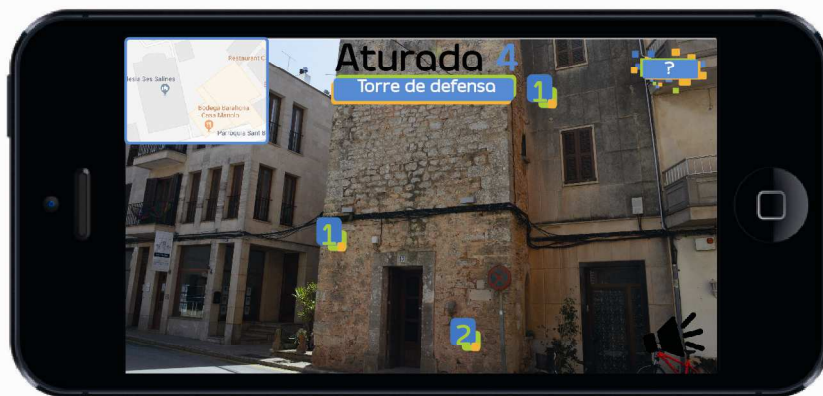 Aturada 4
Torre de defensa
?
Restaurant C
lesia Ses Salines
Bodega Barahona
Casa Manolo
Parròquia Sant B
1
1
2